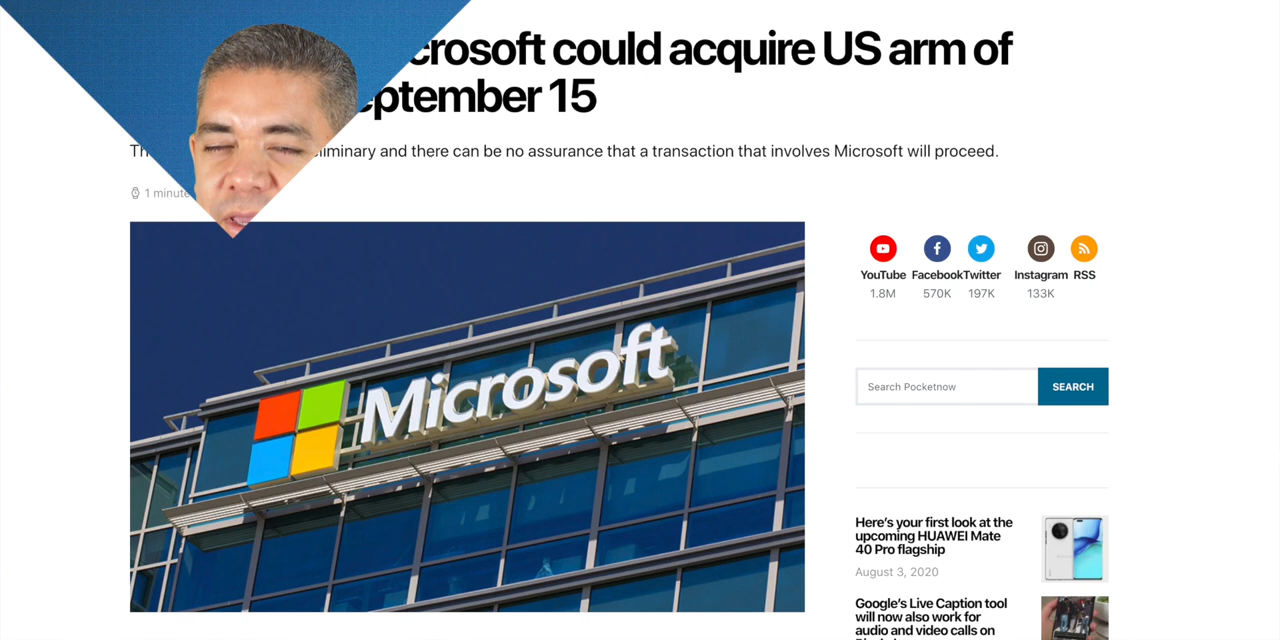 crosoft could acquire US arm of
eptember 15
Th liminary and there can be no assurance that a transaction that involves Microsoft will proceed.
1 minute
Microsoft
YouTube Facebook Twitter Instagram RSS
1.8M 570K 197K 133K
Search Pocketnow SEARCH
Here's your first look at the
upcoming HUAWEI Mate
40 Pro flagship
August 3, 2020
Google's Live Caption tool
will now also work for
audio and video calls on